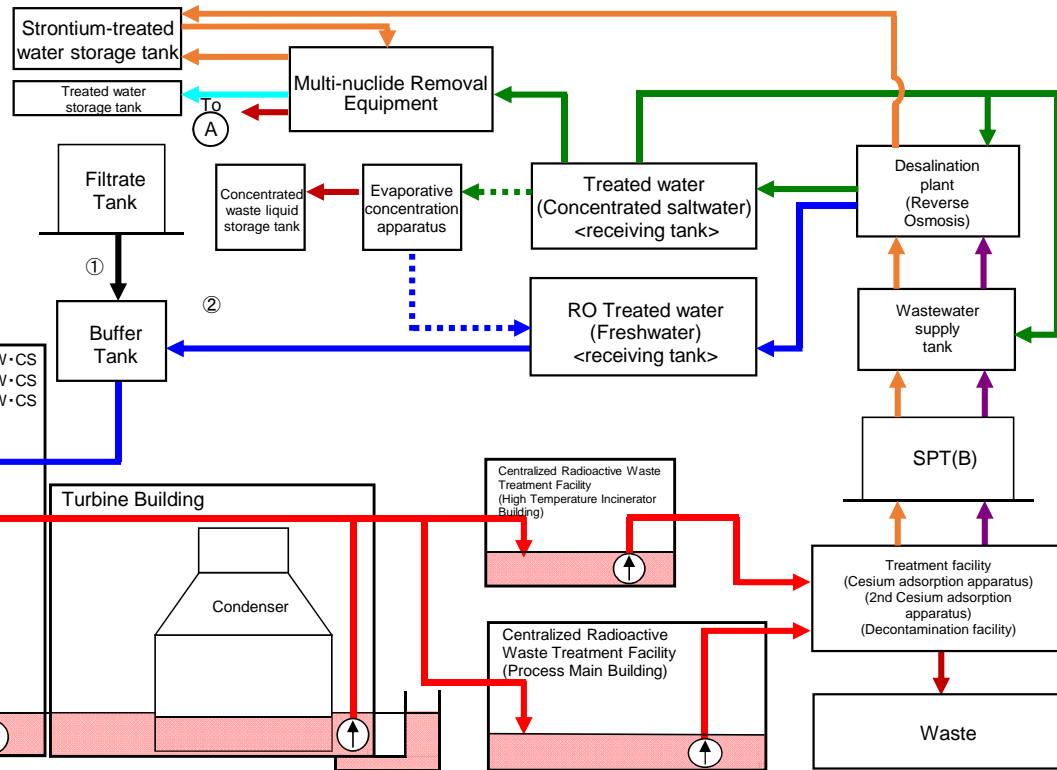 Strontium-treated
water storage tank
Treated water
storage tank
To
A
Multi-nuclide Removal
Equipment
Filtrate
Tank
Concentrated
waste liquid
storage tank
Evaporative
concentration
apparatus
Treated water
(Concentrated saltwater)
<receiving tank>
Desalination
plant
(Reverse
Osmosis)
①
②
Buffer
Tank
RO Treated water
(Freshwater)
<receiving tank>
Wastewater
supply
tank
W・CS
W・CS
W・CS
SPT(B)
Turbine Building
Condenser
Centralized Radioactive Waste
Treatment Facility
(High Temperature Incinerator
Building)
Treatment facility
(Cesium adsorption apparatus)
(2nd Cesium adsorption
apparatus)
(Decontamination facility)
Centralized Radioactive
Waste Treatment Facility
(Process Main Building)
Waste